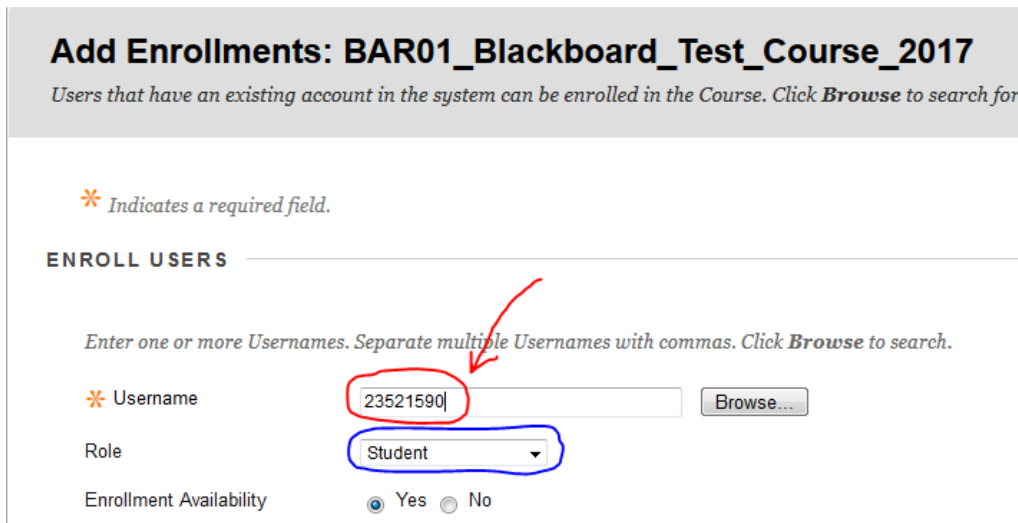 Add Enrollments: BAR01_Blackboard_Test_Course_2017
Users that have an existing account in the system can be enrolled in the Course. Click Browse to search for
* Indicates a required field.
ENROLL USERS
Enter one or more Usernames. Separate multiple Usernames with commas. Click Browse to search.
* Username 23521590 Browse...
Role Student
Enrollment Availability Yes No